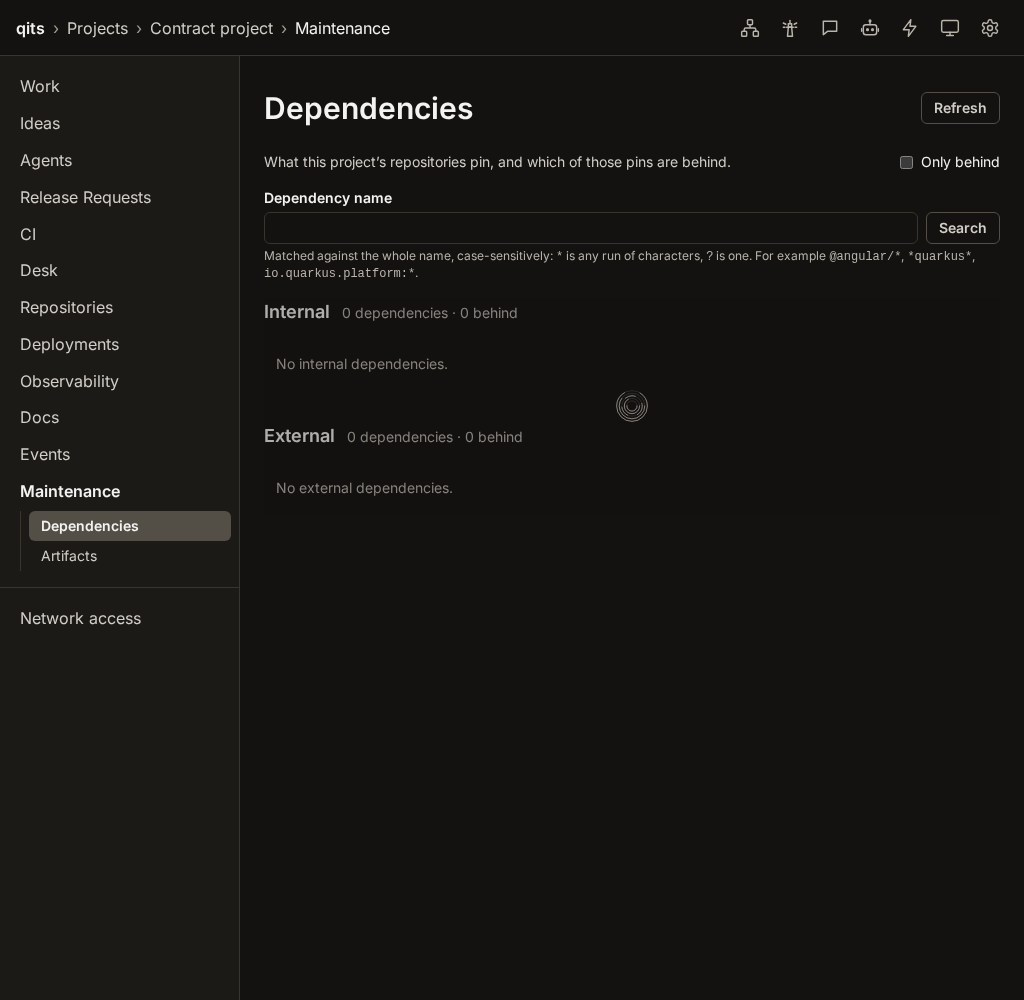 qits › Projects › Contract project › Maintenance
Work
Ideas
Agents
Release Requests
CI
Desk
Repositories
Deployments
Observability
Docs
Events
Maintenance
Dependencies
Artifacts
Network access
Dependencies
Refresh
What this project’s repositories pin, and which of those pins are behind.
Only behind
Dependency name
Search
Matched against the whole name, case-sensitively: * is any run of characters, ? is one. For example @angular/*, *quarkus*,
io.quarkus.platform:*.
Internal 0 dependencies · 0 behind
No internal dependencies.
External 0 dependencies · 0 behind
No external dependencies.